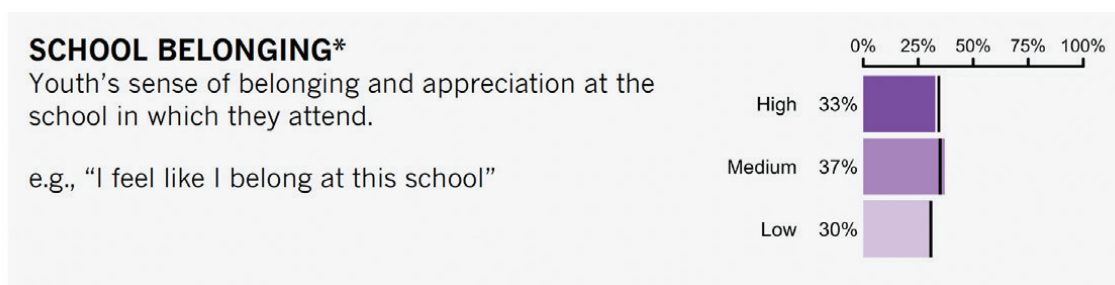 SCHOOL BELONGING*
Youth’s sense of belonging and appreciation at the
school in which they attend.
e.g., “I feel like I belong at this school”
0% 25% 50% 75% 100%
High 33%
Medium 37%
Low 30%